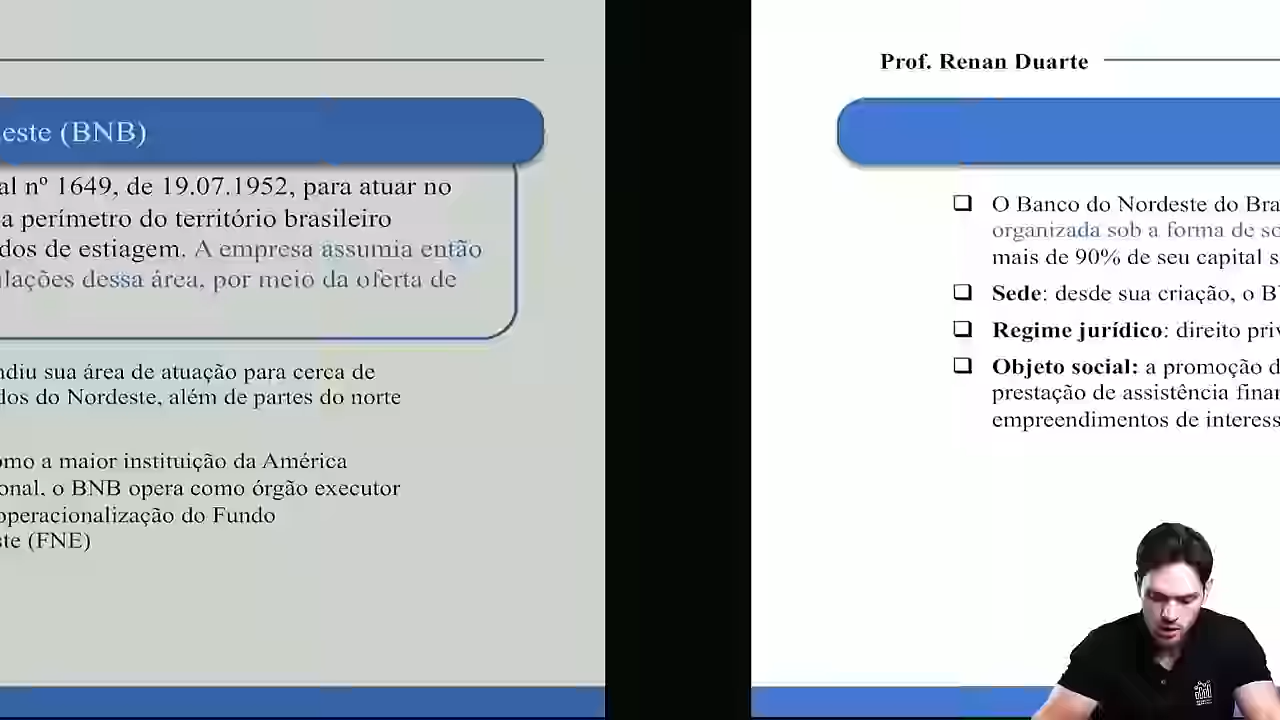 este (BNB)
al nº 1649, de 19.07.1952, para atuar no
a perímetro do território brasileiro
dos de estiagem. A empresa assumia então
lações dessa área, por meio da oferta de
ndiu sua área de atuação para cerca de
dos do Nordeste, além de partes do norte
omo a maior instituição da América
onal, o BNB opera como órgão executor
operacionalização do Fundo
ste (FNE)
Prof. Renan Duarte
O Banco do Nordeste do Bra
organizada sob a forma de so
mais de 90% de seu capital s
Sede: desde sua criação, o B
Regime jurídico: direito priv
Objeto social: a promoção d
prestação de assistência finan
empreendimentos de interess